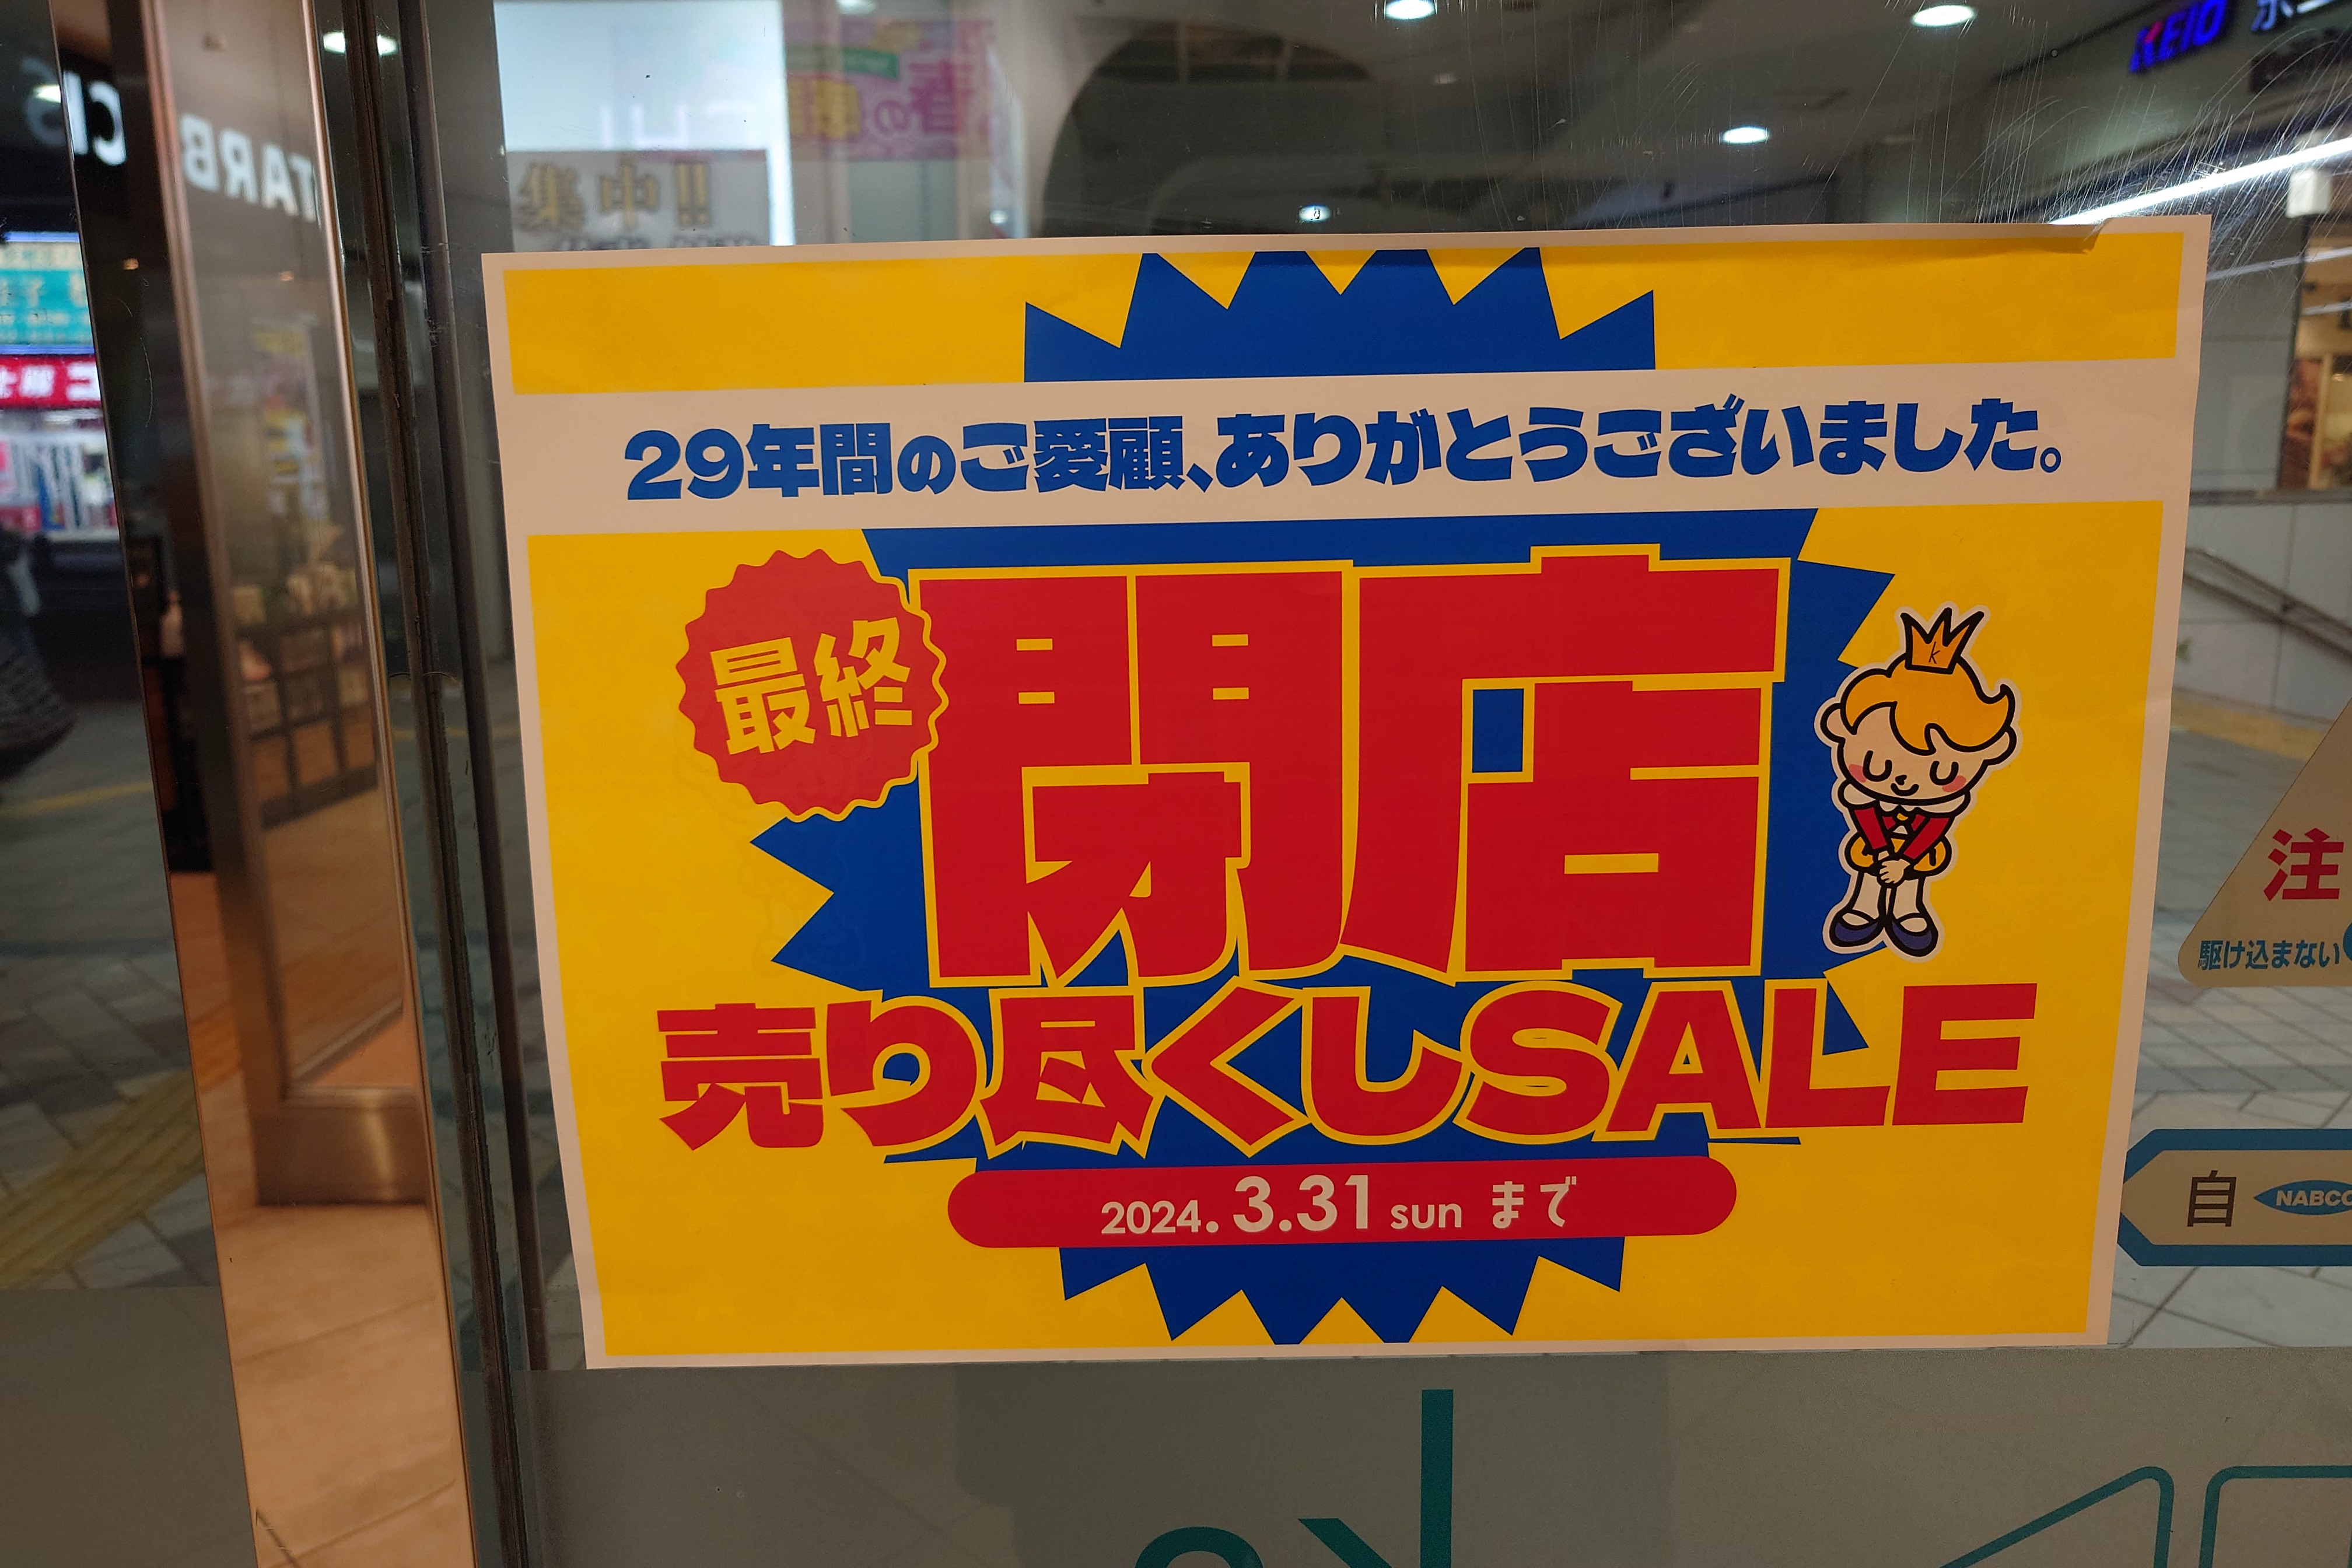 29年間のご愛顧、ありがとうございました。
最終
閉店
売り尽くしSALE
2024.3.31 sun まで
k
KEIO
注
駆け込まない
自
NABCO